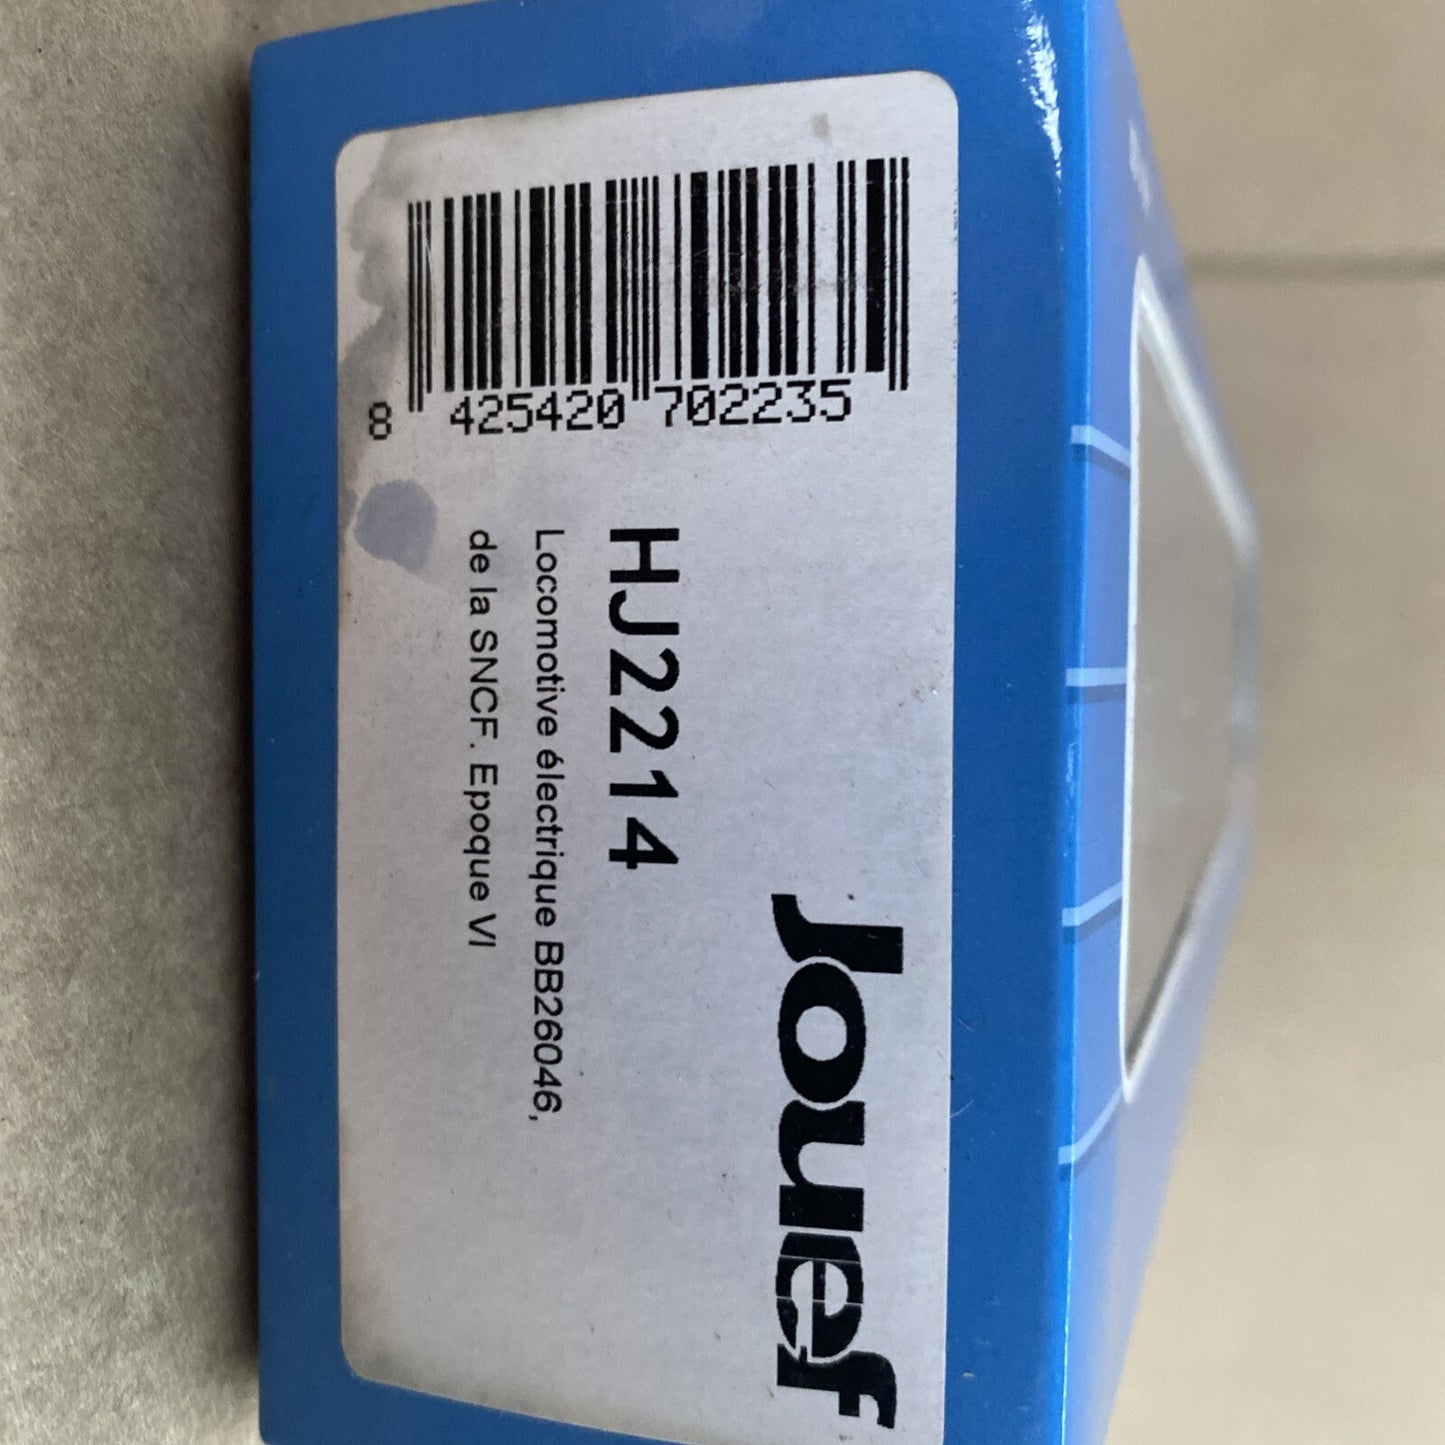 Jouef
HJ2214
Locomotive électrique BB26046,
de la SNCF. Epoque VI
8 425420 702235